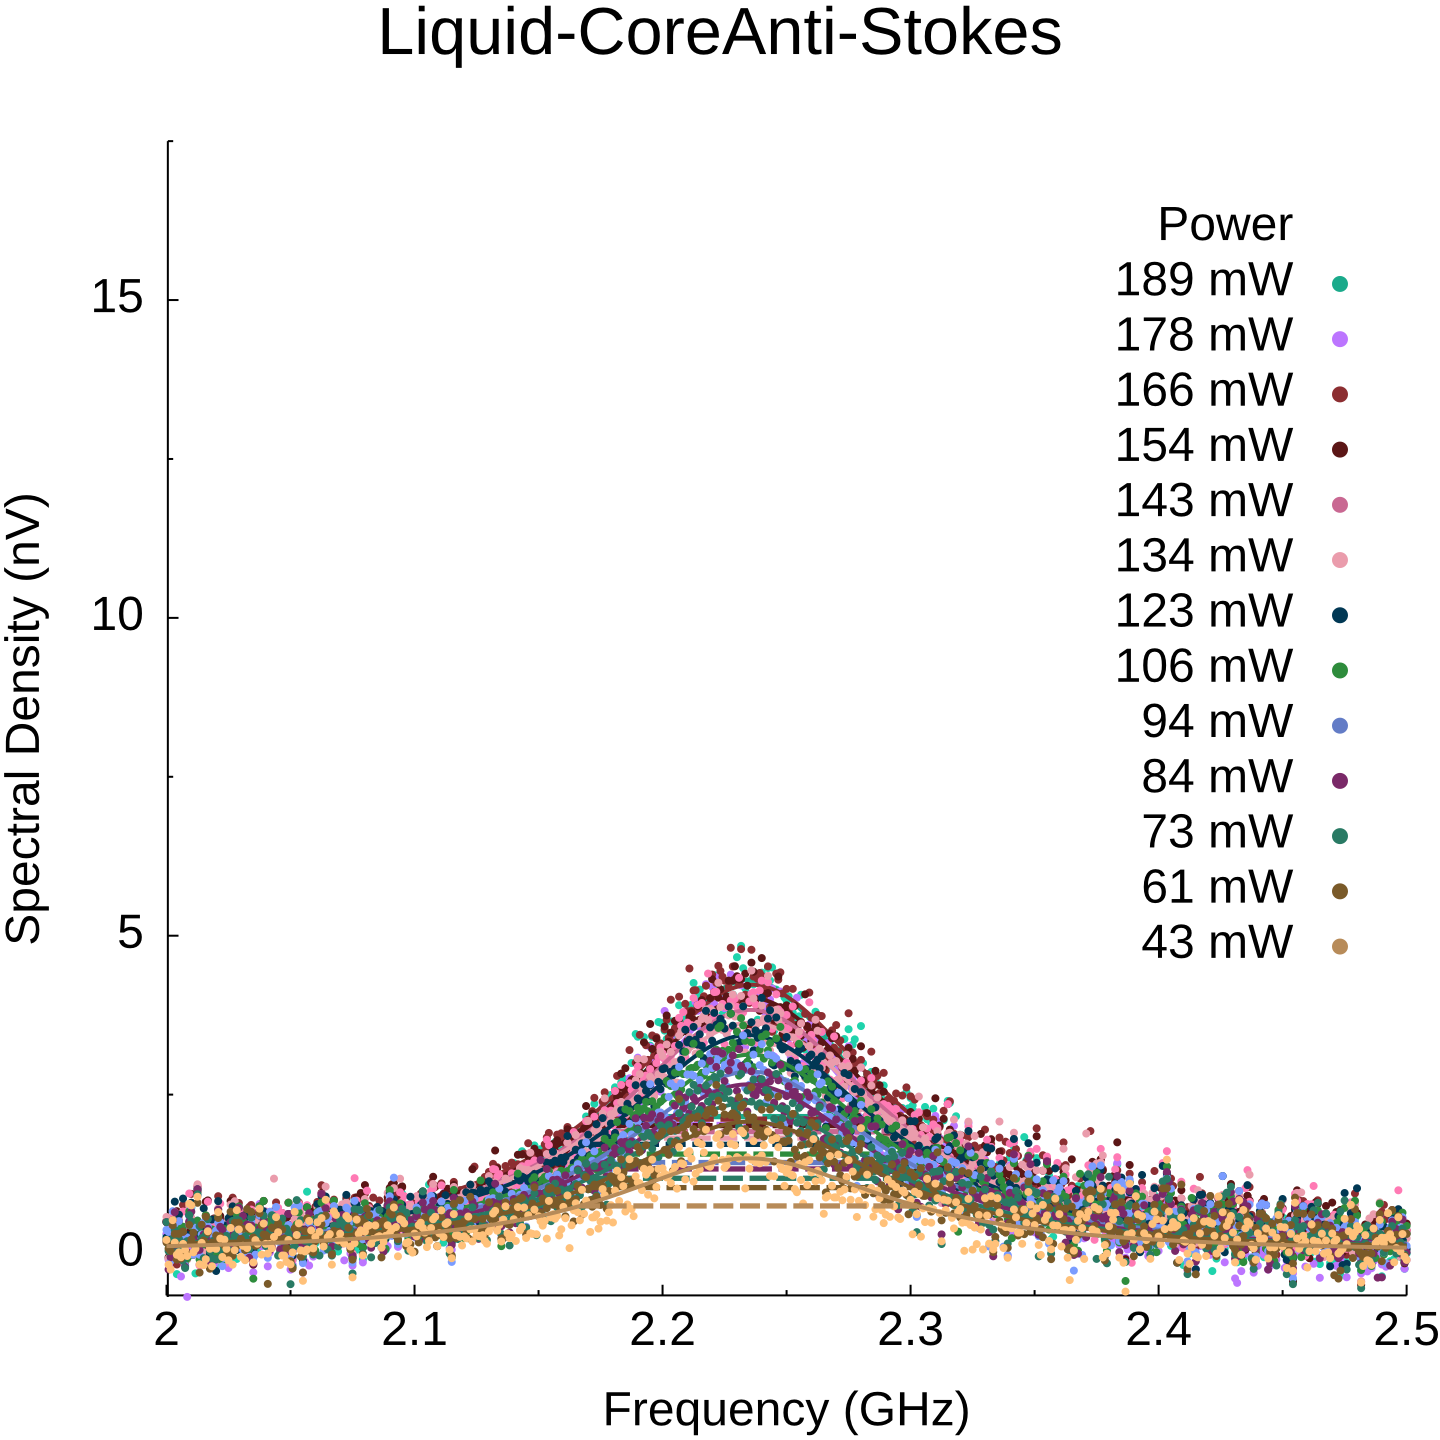 Liquid-CoreAnti-Stokes
Power
189 mW
178 mW
166 mW
154 mW
143 mW
134 mW
123 mW
106 mW
94 mW
84 mW
73 mW
61 mW
43 mW
15
10
5
0
Spectral Density (nV)
2 2.1 2.2 2.3 2.4 2.5
Frequency (GHz)